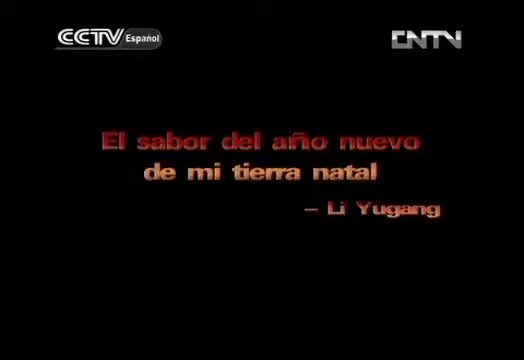 CCTV Español CNTV
El sabor del año nuevo
de mi tierra natal
– Li Yugang